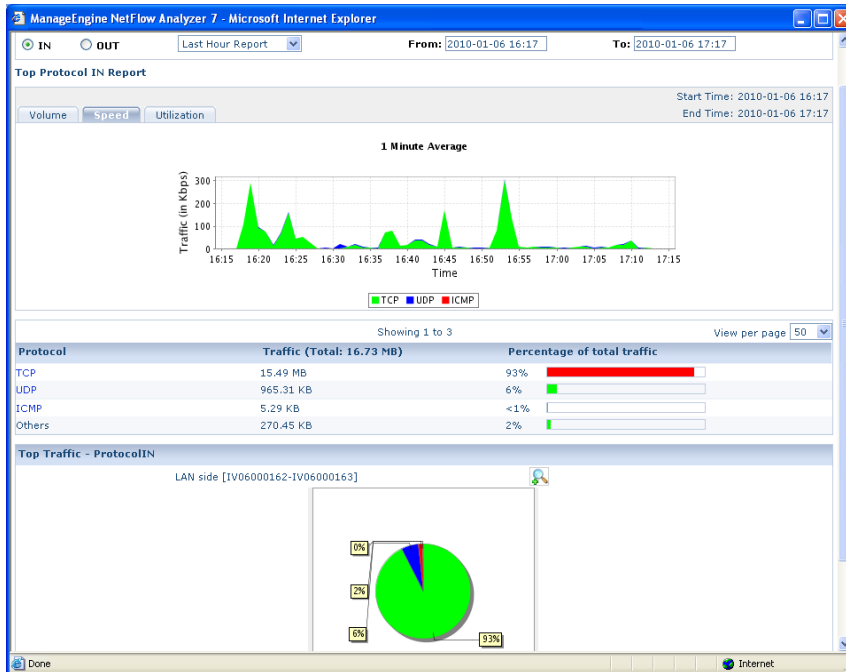 ManageEngine NetFlow Analyzer 7 - Microsoft Internet Explorer
IN OUT Last Hour Report From: 2010-01-06 16:17 To: 2010-01-06 17:17
Top Protocol IN Report
Start Time: 2010-01-06 16:17
Volume Speed Utilization End Time: 2010-01-06 17:17
1 Minute Average
Traffic (in Kbps)
300
200
100
0
16:15 16:20 16:25 16:30 16:35 16:40 16:45 16:50 16:55 17:00 17:05 17:10 17:15
Time
TCP UDP ICMP
Showing 1 to 3 View per page 50
Protocol Traffic (Total: 16.73 MB) Percentage of total traffic
TCP 15.49 MB 93%
UDP 965.31 KB 6%
ICMP 5.29 KB <1%
Others 270.45 KB 2%
Top Traffic - ProtocolIN
LAN side [IV06000162-IV06000163]
0%
2%
6%
93%
Done Internet